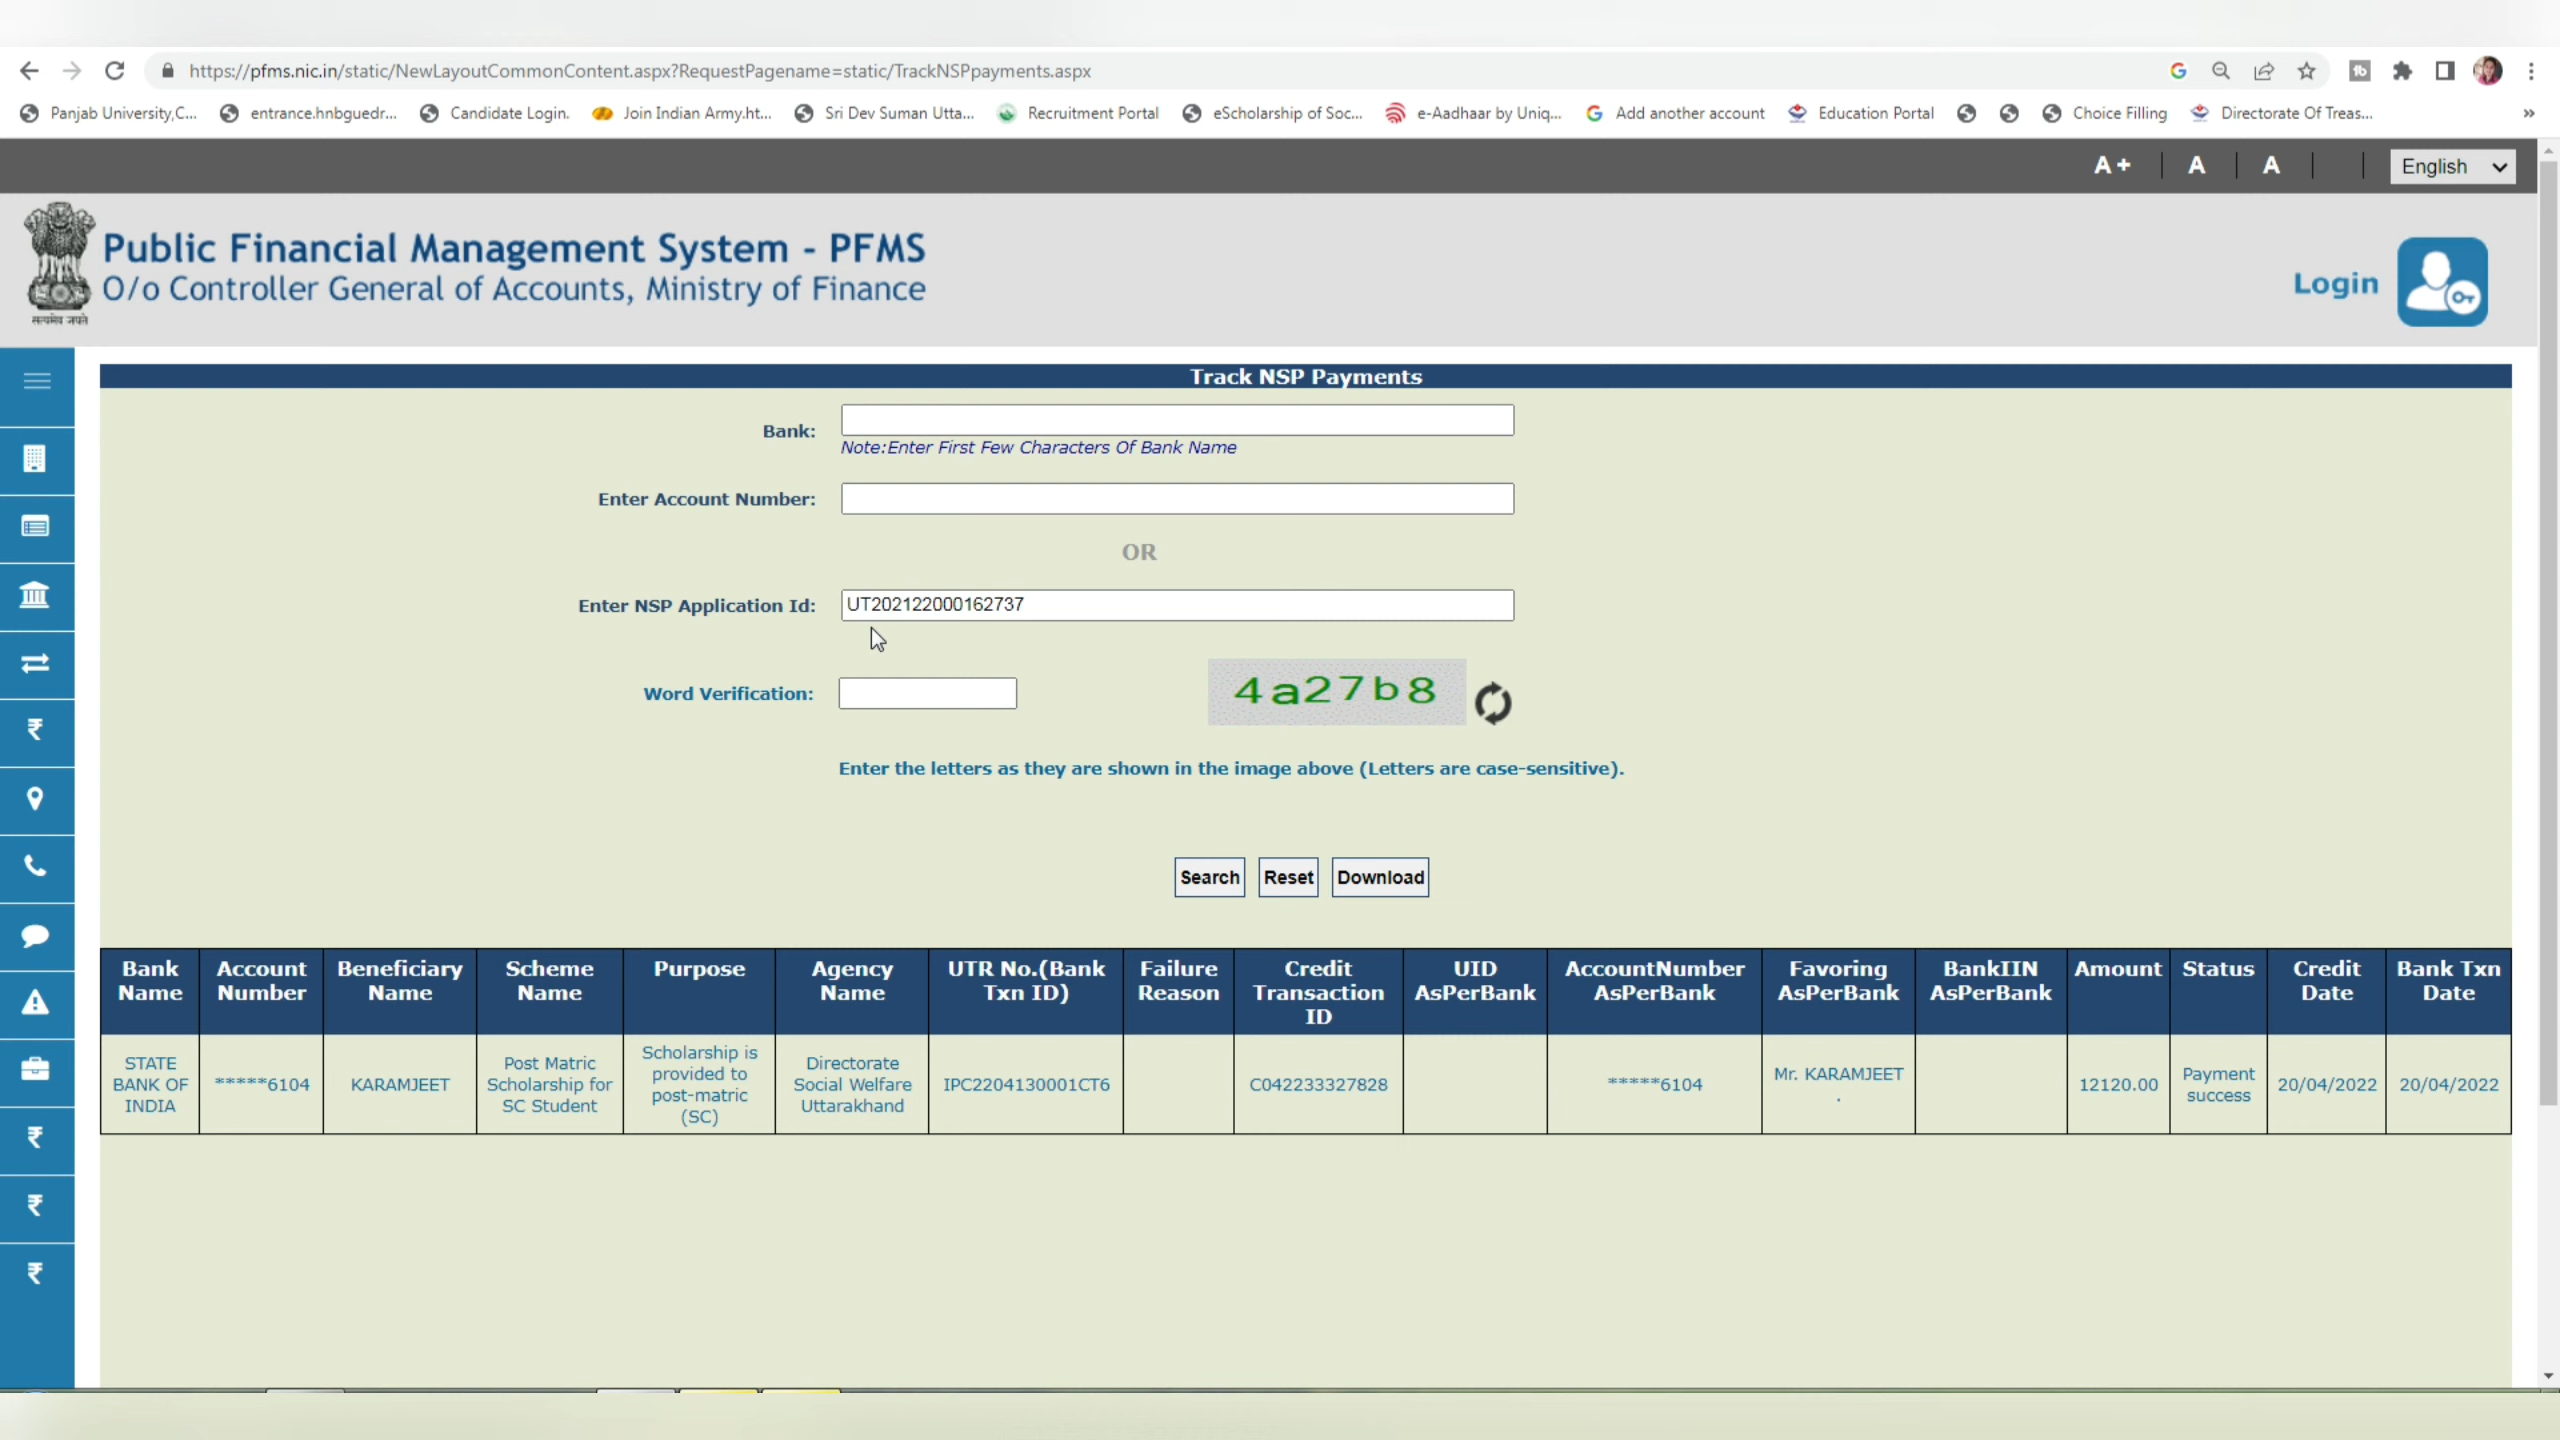 https://pfms.nic.in/static/NewLayoutCommonContent.aspx?RequestPagename=static/TrackNSPpayments.aspx
Panjab University,C... entrance.hnbguedr... Candidate Login. Join Indian Army.ht... Sri Dev Suman Utta... Recruitment Portal eScholarship of Soc... e-Aadhaar by Uniq... Add another account Education Portal Choice Filling Directorate Of Treas... »
A+ A A English
Public Financial Management System - PFMS
O/o Controller General of Accounts, Ministry of Finance
सत्यमेव जयते
Login
Track NSP Payments
Bank:
Note:Enter First Few Characters Of Bank Name
Enter Account Number:
OR
Enter NSP Application Id: UT202122000162737
Word Verification: 4a27b8
Enter the letters as they are shown in the image above (Letters are case-sensitive).
Search Reset Download
Bank Name Account Number Beneficiary Name Scheme Name Purpose Agency Name UTR No.(Bank Txn ID) Failure Reason Credit Transaction ID UID AsPerBank AccountNumber AsPerBank Favoring AsPerBank BankIIN AsPerBank Amount Status Credit Date Bank Txn Date
STATE BANK OF INDIA *****6104 KARAMJEET Post Matric Scholarship for SC Student Scholarship is provided to post-matric (SC) Directorate Social Welfare Uttarakhand IPC2204130001CT6 C042233327828 *****6104 Mr. KARAMJEET . 12120.00 Payment success 20/04/2022 20/04/2022